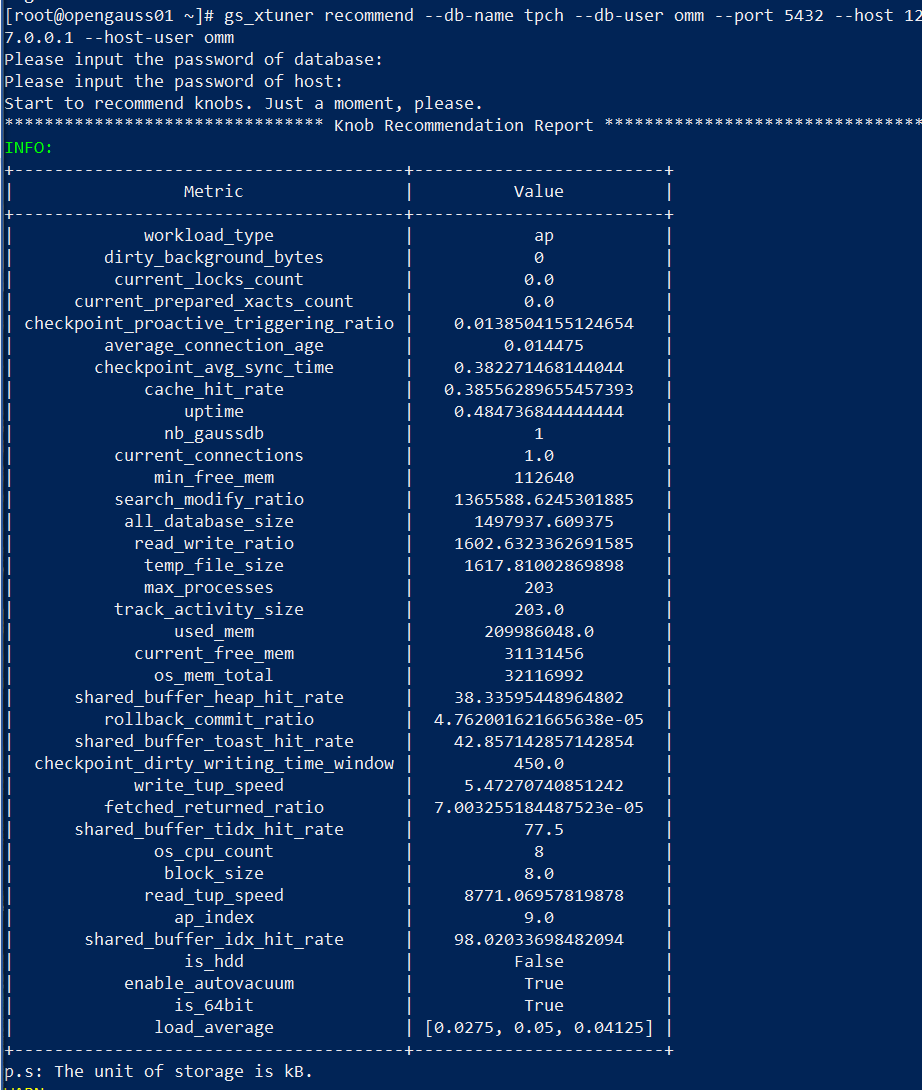 [root@opengauss01 ~]# gs_xtuner recommend --db-name tpch --db-user omm --port 5432 --host 12
7.0.0.1 --host-user omm
Please input the password of database:
Please input the password of host:
Start to recommend knobs. Just a moment, please.
******************************** Knob Recommendation Report ********************************
INFO:
+---------------------------------------+-------------------------+
| Metric | Value |
+---------------------------------------+-------------------------+
| workload_type | ap |
| dirty_background_bytes | 0 |
| current_locks_count | 0.0 |
| current_prepared_xacts_count | 0.0 |
| checkpoint_proactive_triggering_ratio | 0.0138504155124654 |
| average_connection_age | 0.014475 |
| checkpoint_avg_sync_time | 0.382271468144044 |
| cache_hit_rate | 0.38556289655457393 |
| uptime | 0.484736844444444 |
| nb_gaussdb | 1 |
| current_connections | 1.0 |
| min_free_mem | 112640 |
| search_modify_ratio | 1365588.6245301885 |
| all_database_size | 1497937.609375 |
| read_write_ratio | 1602.6323362691585 |
| temp_file_size | 1617.81002869898 |
| max_processes | 203 |
| track_activity_size | 203.0 |
| used_mem | 209986048.0 |
| current_free_mem | 31131456 |
| os_mem_total | 32116992 |
| shared_buffer_heap_hit_rate | 38.33595448964802 |
| rollback_commit_ratio | 4.762001621665638e-05 |
| shared_buffer_toast_hit_rate | 42.857142857142854 |
| checkpoint_dirty_writing_time_window | 450.0 |
| write_tup_speed | 5.47270740851242 |
| fetched_returned_ratio | 7.003255184487523e-05 |
| shared_buffer_tidx_hit_rate | 77.5 |
| os_cpu_count | 8 |
| block_size | 8.0 |
| read_tup_speed | 8771.06957819878 |
| ap_index | 9.0 |
| shared_buffer_idx_hit_rate | 98.02033698482094 |
| is_hdd | False |
| enable_autovacuum | True |
| is_64bit | True |
| load_average | [0.0275, 0.05, 0.04125] |
+---------------------------------------+-------------------------+
p.s: The unit of storage is kB.